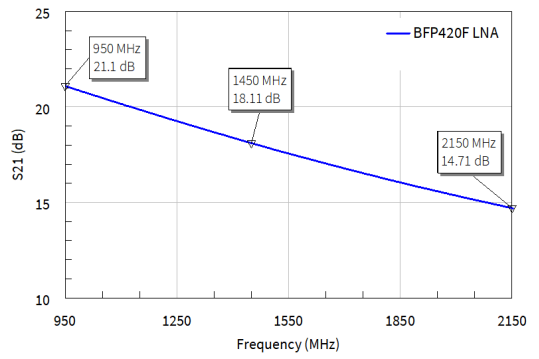 25
BFP420F LNA
950 MHz
21.1 dB
1450 MHz
18.11 dB
20
2150 MHz
14.71 dB
S21 (dB)
15
10
950 1250 1550 1850 2150
Frequency (MHz)